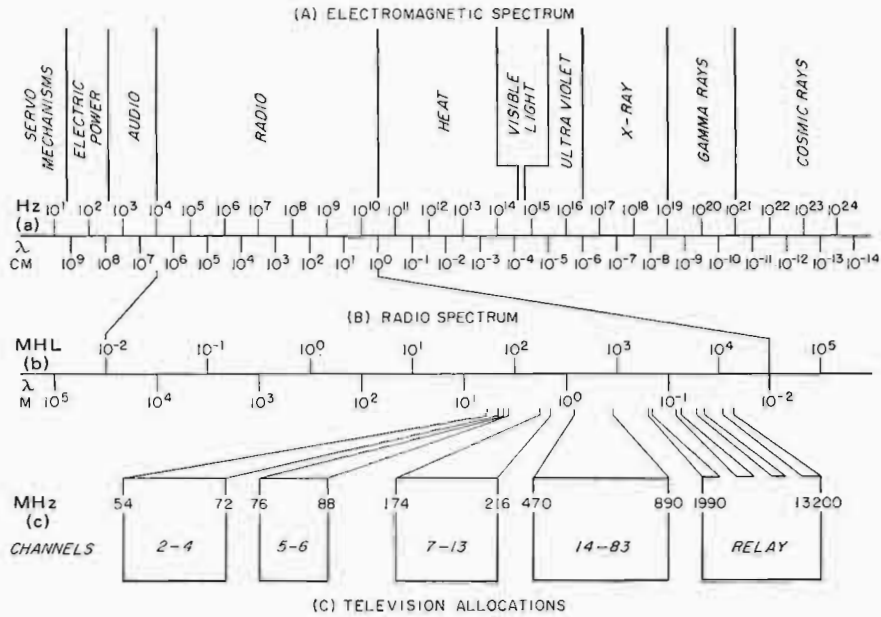 (A) ELECTROMAGNETIC SPECTRUM
SERVO MECHANISMS
ELECTRIC POWER
AUDIO
RADIO
HEAT
VISIBLE LIGHT
ULTRA VIOLET
X-RAY
GAMMA RAYS
COSMIC RAYS
Hz 10¹ 10² 10³ 10⁴ 10⁵ 10⁶ 10⁷ 10⁸ 10⁹ 10¹⁰ 10¹¹ 10¹² 10¹³ 10¹⁴ 10¹⁵ 10¹⁶ 10¹⁷ 10¹⁸ 10¹⁹ 10²⁰ 10²¹ 10²² 10²³ 10²⁴
(a)
λ
CM 10⁹ 10⁸ 10⁷ 10⁶ 10⁵ 10⁴ 10³ 10² 10¹ 10⁰ 10⁻¹ 10⁻² 10⁻³ 10⁻⁴ 10⁻⁵ 10⁻⁶ 10⁻⁷ 10⁻⁸ 10⁻⁹ 10⁻¹⁰ 10⁻¹¹ 10⁻¹² 10⁻¹³ 10⁻¹⁴
(B) RADIO SPECTRUM
MHL 10⁻² 10⁻¹ 10⁰ 10¹ 10² 10³ 10⁴ 10⁵
(b)
λ
M 10⁵ 10⁴ 10³ 10² 10¹ 10⁰ 10⁻¹ 10⁻²
MHz 54 72 76 88 174 216 470 890 1990 13200
(c)
CHANNELS 2-4 5-6 7-13 14-83 RELAY
(C) TELEVISION ALLOCATIONS